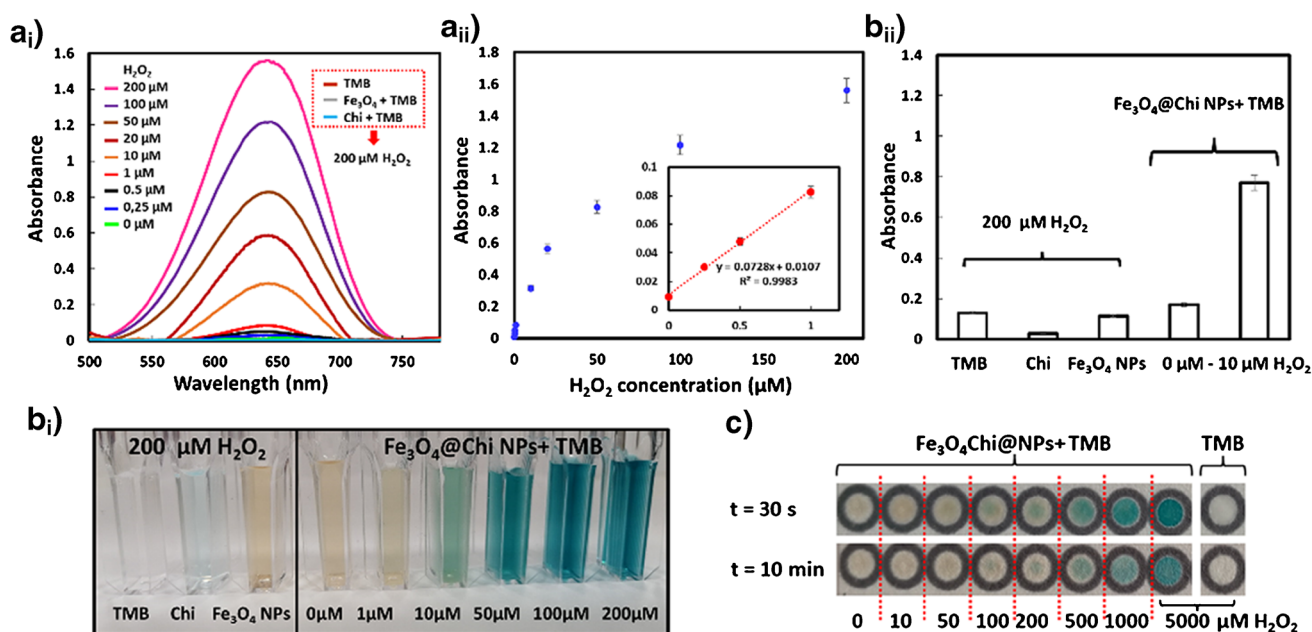 aᵢ)
Absorbance
1.6
1.4
1.2
1
0.8
0.6
0.4
0.2
0
500 550 600 650 700 750
Wavelength (nm)
H₂O₂
200 µM
100 µM
50 µM
20 µM
10 µM
1 µM
0.5 µM
0,25 µM
0 µM
TMB
Fe₃O₄ + TMB
Chi + TMB
200 µM H₂O₂
aᵢᵢ)
Absorbance
1.8
1.6
1.4
1.2
1
0.8
0.6
0.4
0.2
0
0 50 100 150 200
H₂O₂ concentration (µM)
0.1
0.08
0.06
0.04
0.02
0
0 0.5 1
y = 0.0728x + 0.0107
R² = 0.9983
bᵢᵢ)
Absorbance
1.4
1.2
1
0.8
0.6
0.4
0.2
0
200 µM H₂O₂
Fe₃O₄@Chi NPs+ TMB
TMB Chi Fe₃O₄ NPs 0 µM - 10 µM H₂O₂
bᵢ)
200 µM H₂O₂ Fe₃O₄@Chi NPs+ TMB
TMB Chi Fe₃O₄ NPs 0µM 1µM 10µM 50µM 100µM 200µM
c)
Fe₃O₄Chi@NPs+ TMB TMB
t = 30 s
t = 10 min
0 10 50 100 200 500 1000 5000 µM H₂O₂